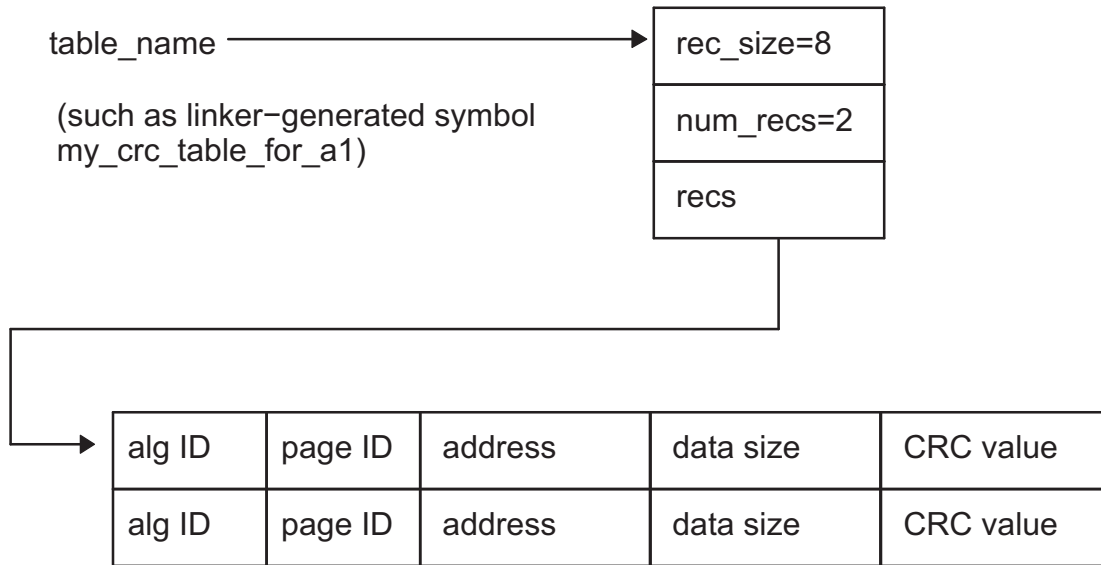 table_name
rec_size=8
(such as linker−generated symbol
my_crc_table_for_a1)
num_recs=2
recs
alg ID page ID address data size CRC value
alg ID page ID address data size CRC value